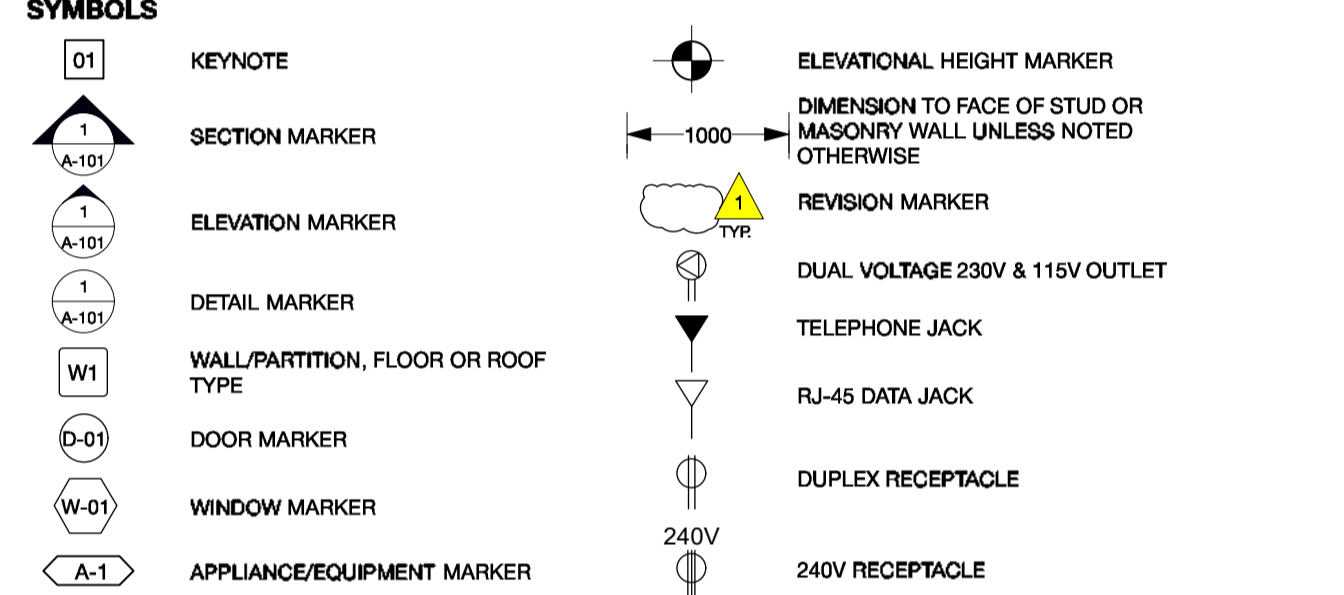 SYMBOLS
01
KEYNOTE
1
A-101
SECTION MARKER
1
A-101
ELEVATION MARKER
1
A-101
DETAIL MARKER
W1
WALL/PARTITION, FLOOR OR ROOF
TYPE
D-01
DOOR MARKER
W-01
WINDOW MARKER
A-1
APPLIANCE/EQUIPMENT MARKER
ELEVATIONAL HEIGHT MARKER
1000
DIMENSION TO FACE OF STUD OR
MASONRY WALL UNLESS NOTED
OTHERWISE
1
TYP.
REVISION MARKER
DUAL VOLTAGE 230V & 115V OUTLET
TELEPHONE JACK
RJ-45 DATA JACK
DUPLEX RECEPTACLE
240V
240V RECEPTACLE